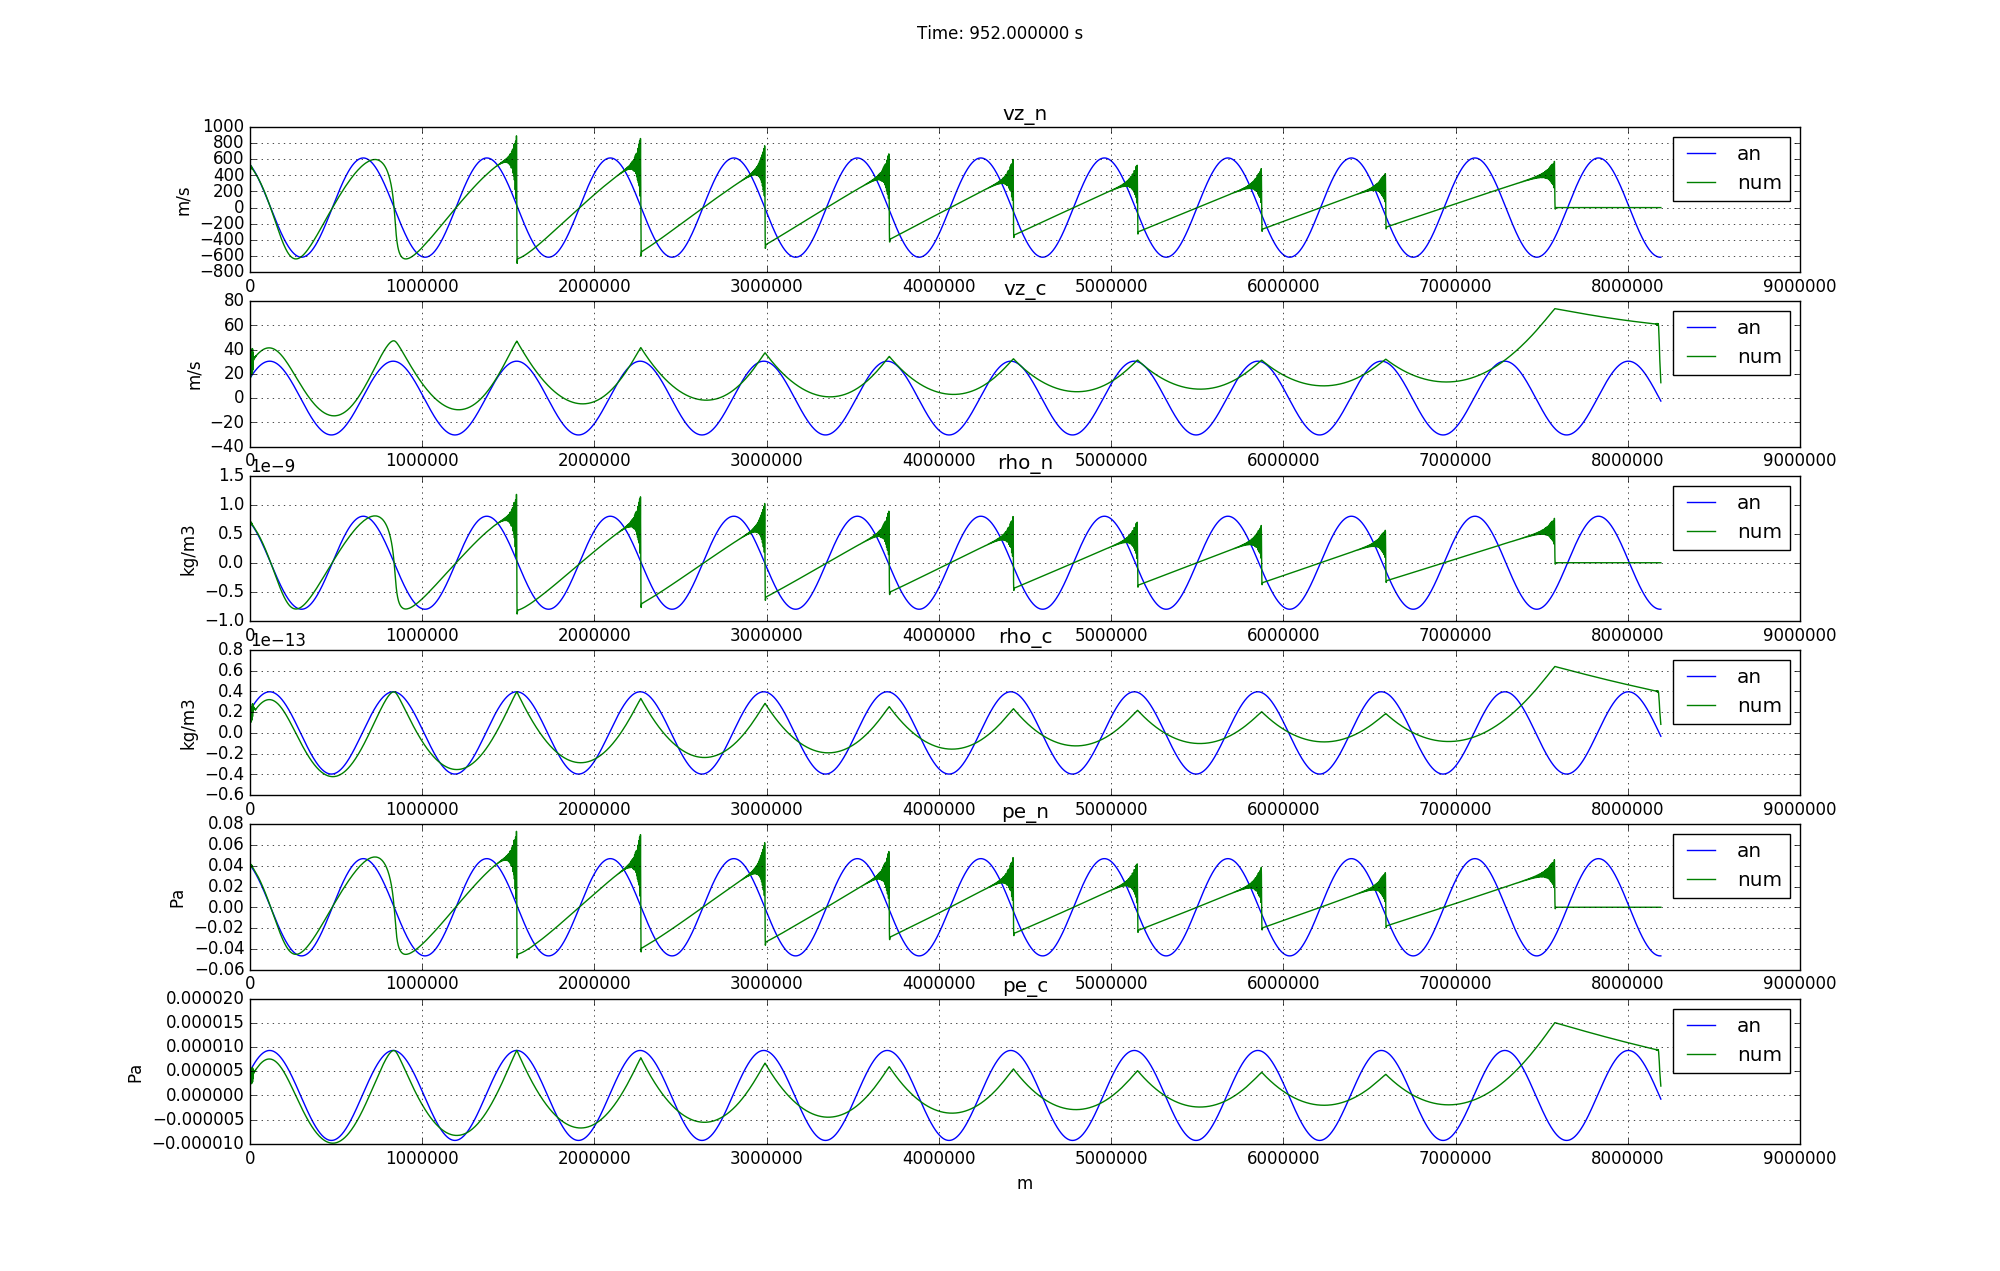 Time: 952.000000 s
vz_n
1000
800
600
400
200
0
−200
−400
−600
−800
m/s
an
num
0 1000000 2000000 3000000 4000000 5000000 6000000 7000000 8000000 9000000
vz_c
80
60
40
20
0
−20
−40
m/s
an
num
0 1000000 2000000 3000000 4000000 5000000 6000000 7000000 8000000 9000000
1e−9
rho_n
1.5
1.0
0.5
0.0
−0.5
−1.0
kg/m3
an
num
0 1000000 2000000 3000000 4000000 5000000 6000000 7000000 8000000 9000000
1e−13
rho_c
0.8
0.6
0.4
0.2
0.0
−0.2
−0.4
−0.6
kg/m3
an
num
0 1000000 2000000 3000000 4000000 5000000 6000000 7000000 8000000 9000000
pe_n
0.08
0.06
0.04
0.02
0.00
−0.02
−0.04
−0.06
Pa
an
num
0 1000000 2000000 3000000 4000000 5000000 6000000 7000000 8000000 9000000
pe_c
0.000020
0.000015
0.000010
0.000005
0.000000
−0.000005
−0.000010
Pa
an
num
0 1000000 2000000 3000000 4000000 5000000 6000000 7000000 8000000 9000000
m